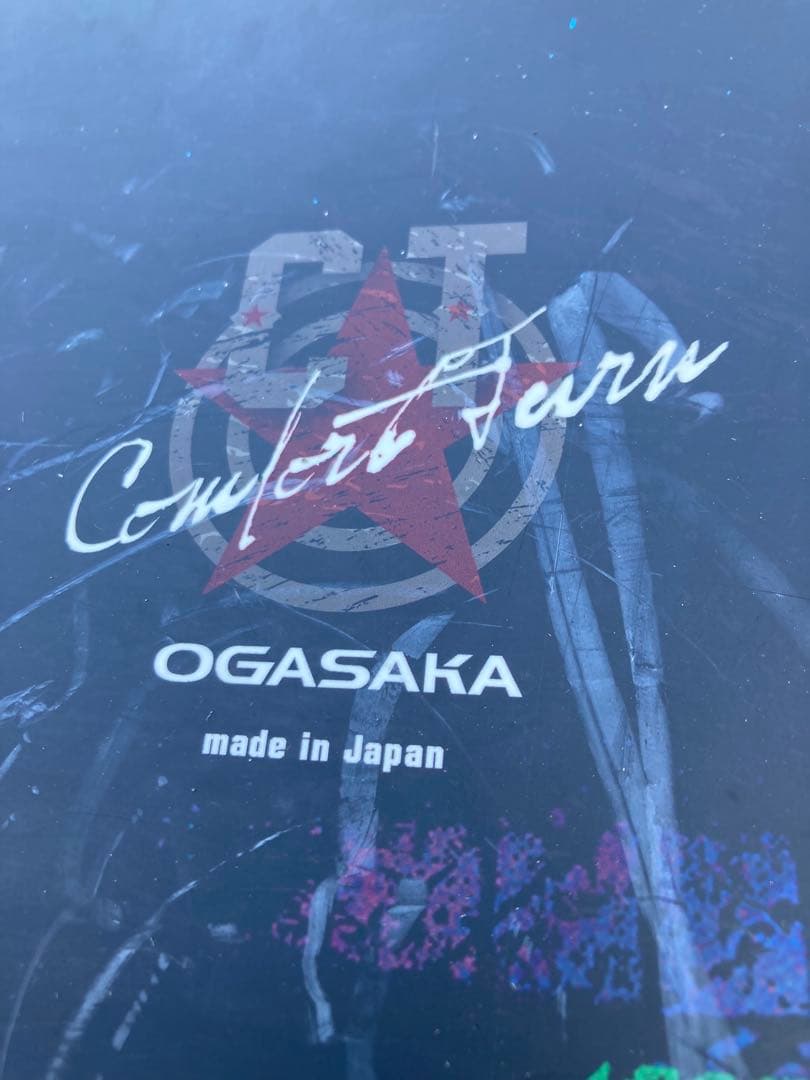 CT
Comfort Turn
OGASAKA
made in Japan